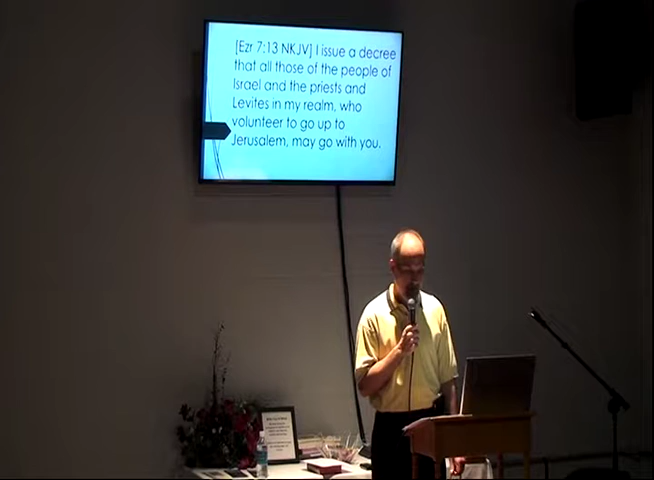 [Ezr 7:13 NKJV] I issue a decree
that all those of the people of
Israel and the priests and
Levites in my realm, who
volunteer to go up to
Jerusalem, may go with you.